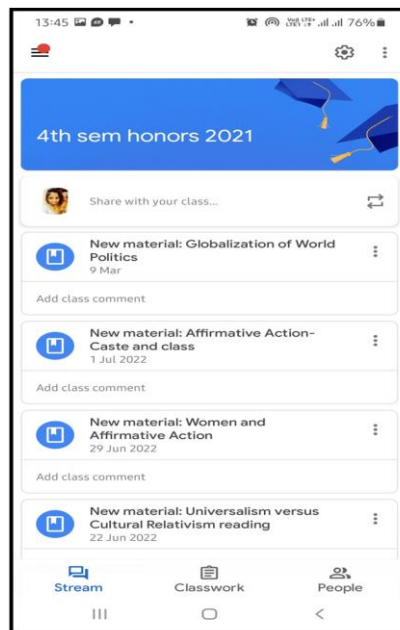 13:45
76%
4th sem honors 2021
Share with your class...
New material: Globalization of World
Politics
9 Mar
Add class comment
New material: Affirmative Action-
Caste and class
1 Jul 2022
Add class comment
New material: Women and
Affirmative Action
29 Jun 2022
Add class comment
New material: Universalism versus
Cultural Relativism reading
22 Jun 2022
Stream Classwork People